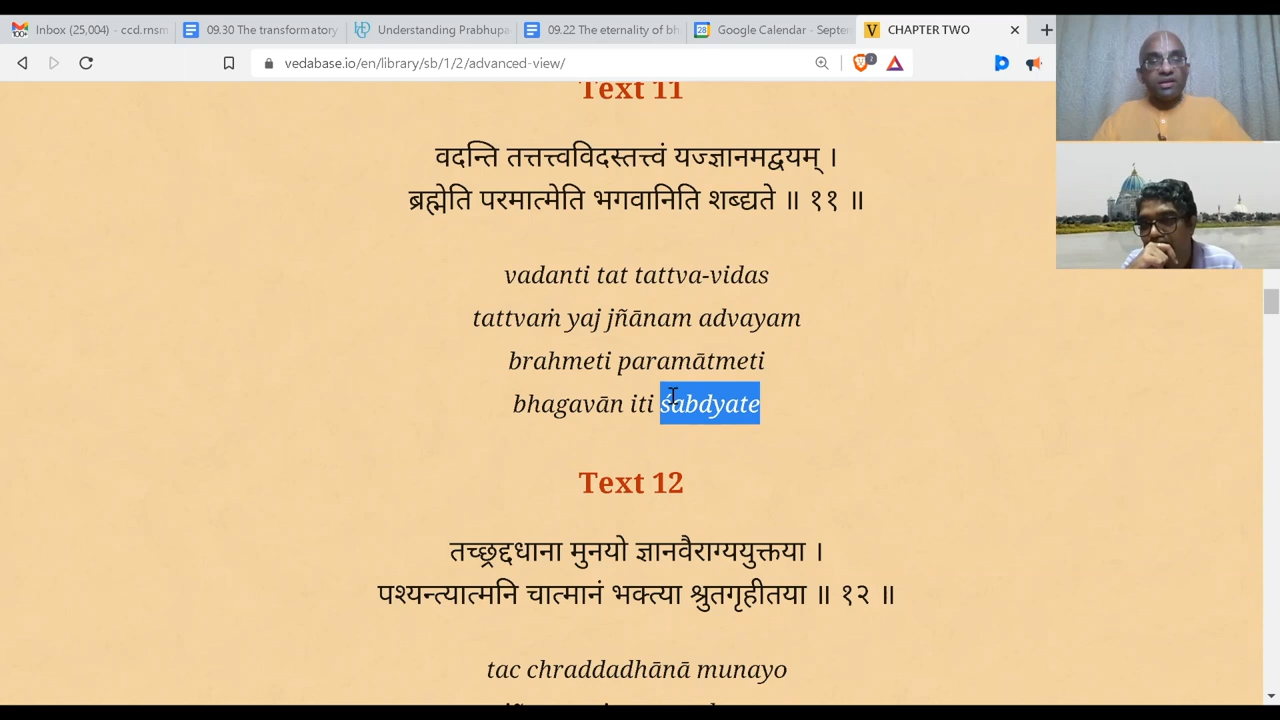 Inbox (25,004) - ccd.rns
09.30 The transformatory
Understanding Prabhupa
09.22 The eternality of bh
28
Google Calendar - Septe
V
CHAPTER TWO
100+
vedabase.io/en/library/sb/1/2/advanced-view/
2
Text 11
वदन्ति तत्तत्त्वविदस्तत्त्वं यज्ज्ञानमद्वयम् ।
ब्रह्मेति परमात्मेति भगवानिति शब्द्यते ॥ ११ ॥
vadanti tat tattva-vidas
tattvaṁ yaj jñānam advayam
brahmeti paramātmeti
bhagavān iti śabdyate
Text 12
तच्छ्रद्दधाना मुनयो ज्ञानवैराग्ययुक्तया ।
पश्यन्त्यात्मनि चात्मानं भक्त्या श्रुतगृहीतया ॥ १२ ॥
tac chraddadhānā munayo